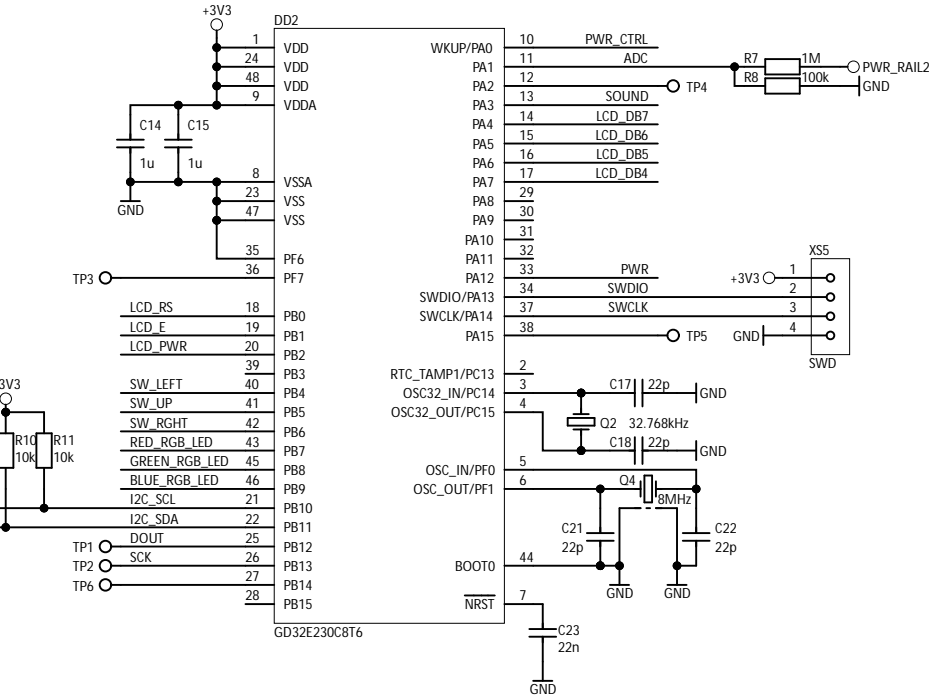 +3V3
DD2
1 VDD
24 VDD
48 VDD
9 VDDA
C14 1u
C15 1u
8 VSSA
23 VSS
47 VSS
GND
35 PF6
TP3 36 PF7
LCD_RS 18 PB0
LCD_E 19 PB1
LCD_PWR 20 PB2
39 PB3
SW_LEFT 40 PB4
SW_UP 41 PB5
SW_RGHT 42 PB6
RED_RGB_LED 43 PB7
GREEN_RGB_LED 45 PB8
BLUE_RGB_LED 46 PB9
I2C_SCL 21 PB10
I2C_SDA 22 PB11
TP1 DOUT 25 PB12
TP2 SCK 26 PB13
TP6 27 PB14
28 PB15
3V3
R10 10k
R11 10k
GD32E230C8T6
WKUP/PA0 10 PWR_CTRL
PA1 11 ADC
PA2 12 TP4
PA3 13 SOUND
PA4 14 LCD_DB7
PA5 15 LCD_DB6
PA6 16 LCD_DB5
PA7 17 LCD_DB4
PA8 29
PA9 30
PA10 31
PA11 32
PA12 33 PWR
SWDIO/PA13 34 SWDIO
SWCLK/PA14 37 SWCLK
PA15 38 TP5
RTC_TAMP1/PC13 2
OSC32_IN/PC14 3
OSC32_OUT/PC15 4
OSC_IN/PF0 5
OSC_OUT/PF1 6
BOOT0 44
NRST 7
R7 1M PWR_RAIL2
R8 100k GND
XS5
+3V3 1
2
3
GND 4
SWD
C17 22p GND
Q2 32.768kHz
C18 22p GND
Q4 8MHz
C21 22p
C22 22p
GND
GND
C23 22n
GND